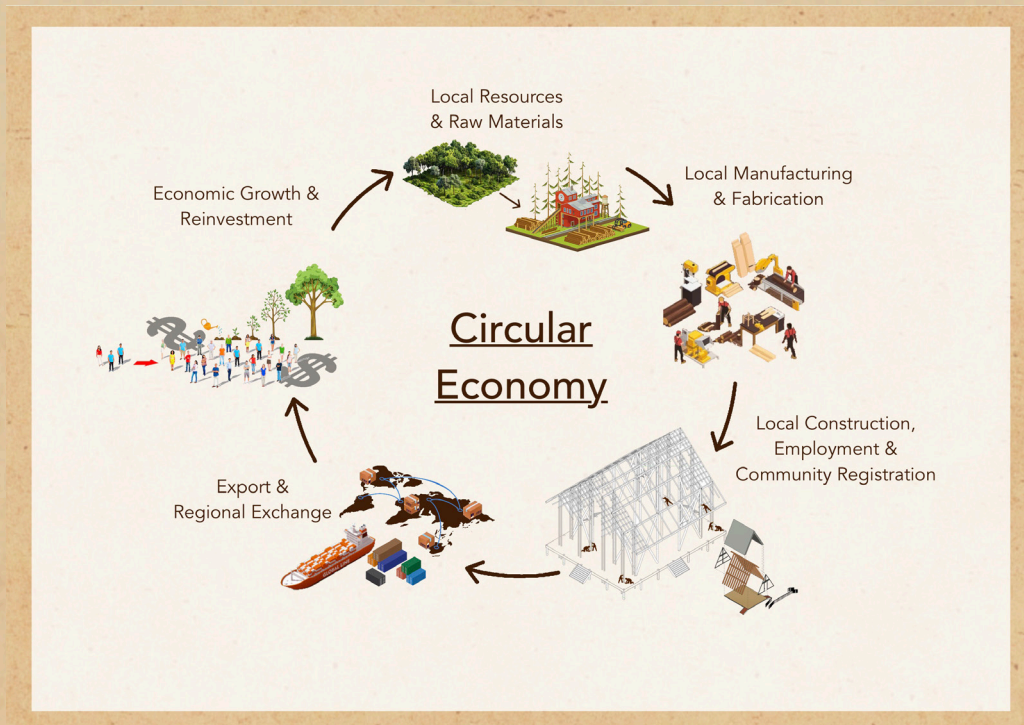 Local Resources
& Raw Materials
Local Manufacturing
& Fabrication
Economic Growth &
Reinvestment
Circular
Economy
Local Construction,
Employment &
Community Registration
Export &
Regional Exchange